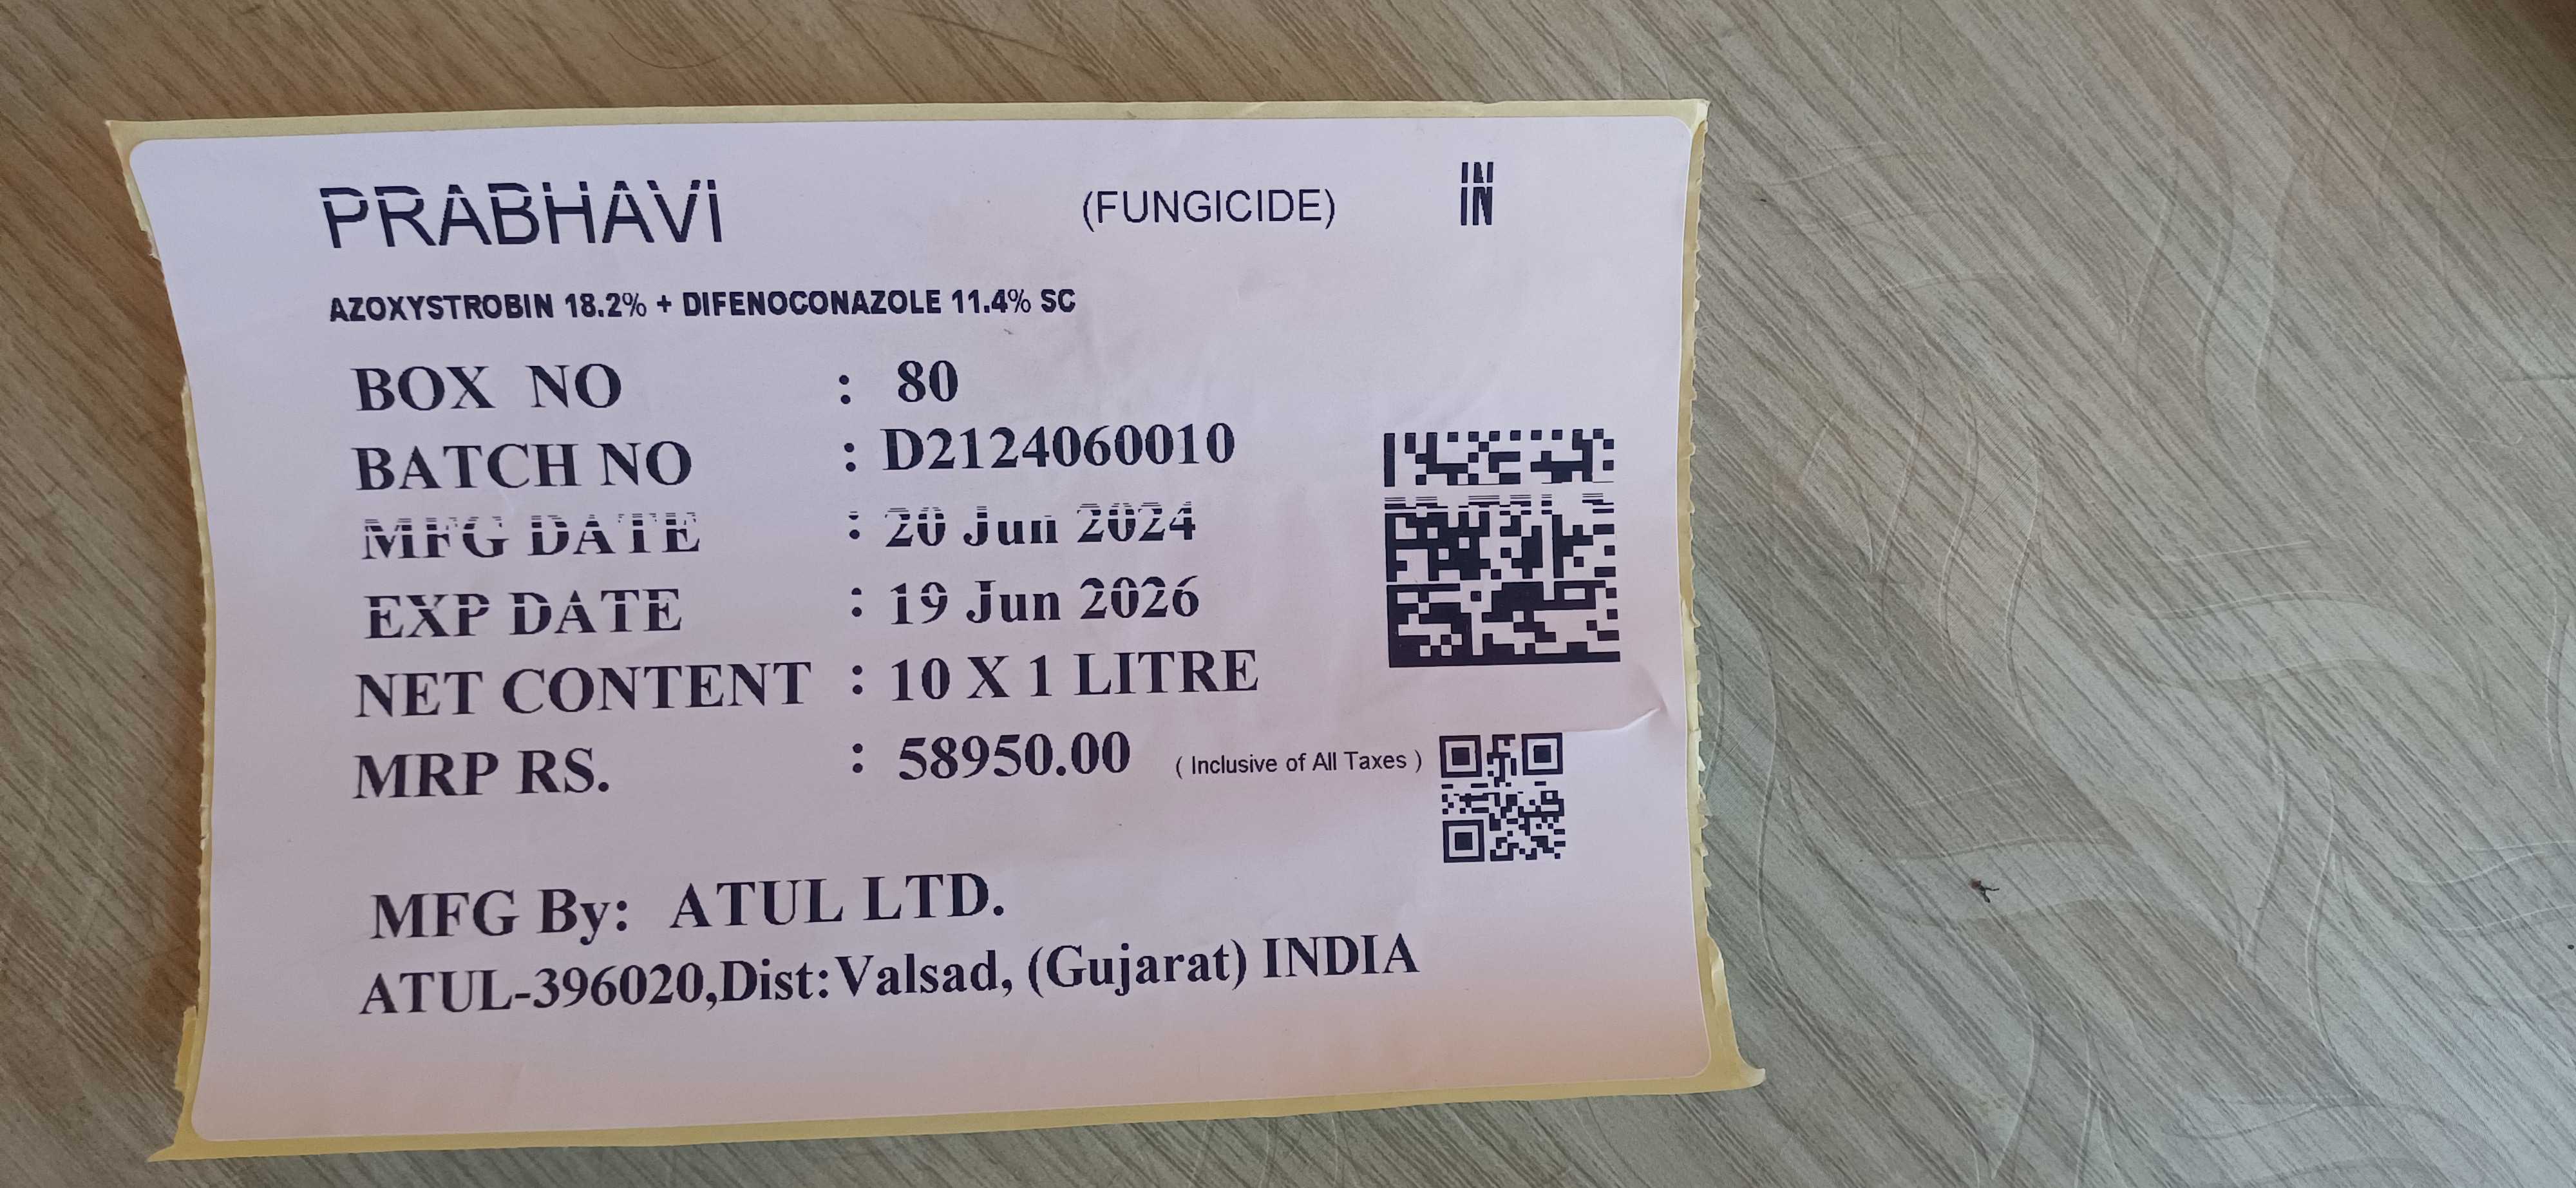 PRABHAVI (FUNGICIDE) IN
AZOXYSTROBIN 18.2% + DIFENOCONAZOLE 11.4% SC
BOX NO : 80
BATCH NO : D2124060010
MFG DATE : 20 Jun 2024
EXP DATE : 19 Jun 2026
NET CONTENT : 10 X 1 LITRE
MRP RS. : 58950.00 ( Inclusive of All Taxes )
MFG By: ATUL LTD.
ATUL-396020,Dist:Valsad, (Gujarat) INDIA